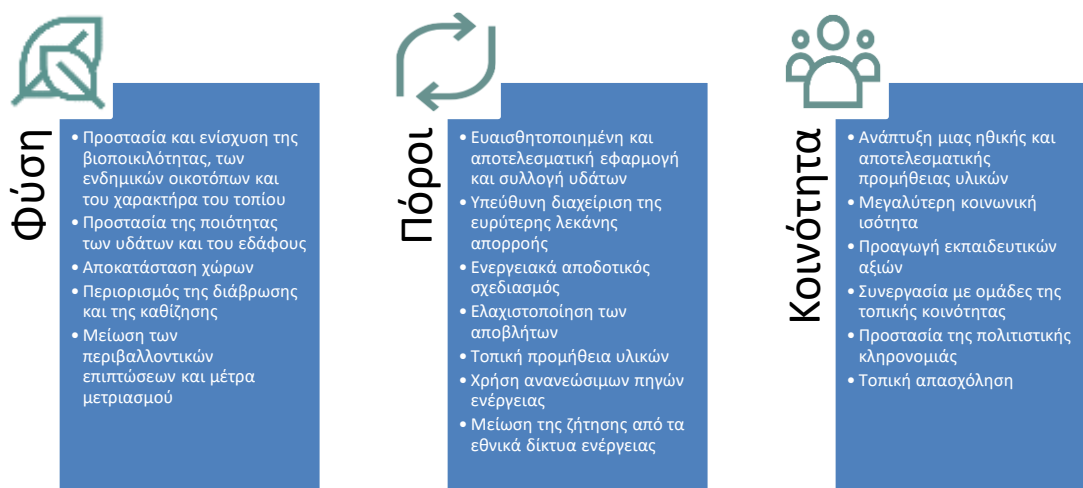 Φύση
• Προστασία και ενίσχυση της
βιοποικιλότητας, των
ενδημικών οικοτόπων και
του χαρακτήρα του τοπίου
• Προστασία της ποιότητας
των υδάτων και του εδάφους
• Αποκατάσταση χώρων
• Περιορισμός της διάβρωσης
και της καθίζησης
• Μείωση των
περιβαλλοντικών
επιπτώσεων και μέτρα
μετριασμού
Πόροι
• Ευαισθητοποιημένη και
αποτελεσματική εφαρμογή
και συλλογή υδάτων
• Υπεύθυνη διαχείριση της
ευρύτερης λεκάνης
απορροής
• Ενεργειακά αποδοτικός
σχεδιασμός
• Ελαχιστοποίηση των
αποβλήτων
• Τοπική προμήθεια υλικών
• Χρήση ανανεώσιμων πηγών
ενέργειας
• Μείωση της ζήτησης από τα
εθνικά δίκτυα ενέργειας
Κοινότητα
• Ανάπτυξη μιας ηθικής και
αποτελεσματικής
προμήθειας υλικών
• Μεγαλύτερη κοινωνική
ισότητα
• Προαγωγή εκπαιδευτικών
αξιών
• Συνεργασία με ομάδες της
τοπικής κοινότητας
• Προστασία της πολιτιστικής
κληρονομιάς
• Τοπική απασχόληση